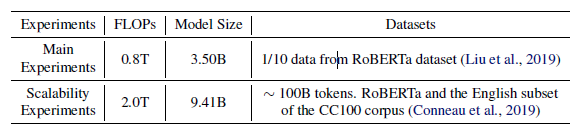 Experiments FLOPs Model Size Datasets
Main
Experiments 0.8T 3.50B 1/10 data from RoBERTa dataset (Liu et al., 2019)
Scalability
Experiments 2.0T 9.41B ~ 100B tokens. RoBERTa and the English subset
of the CC100 corpus (Conneau et al., 2019)